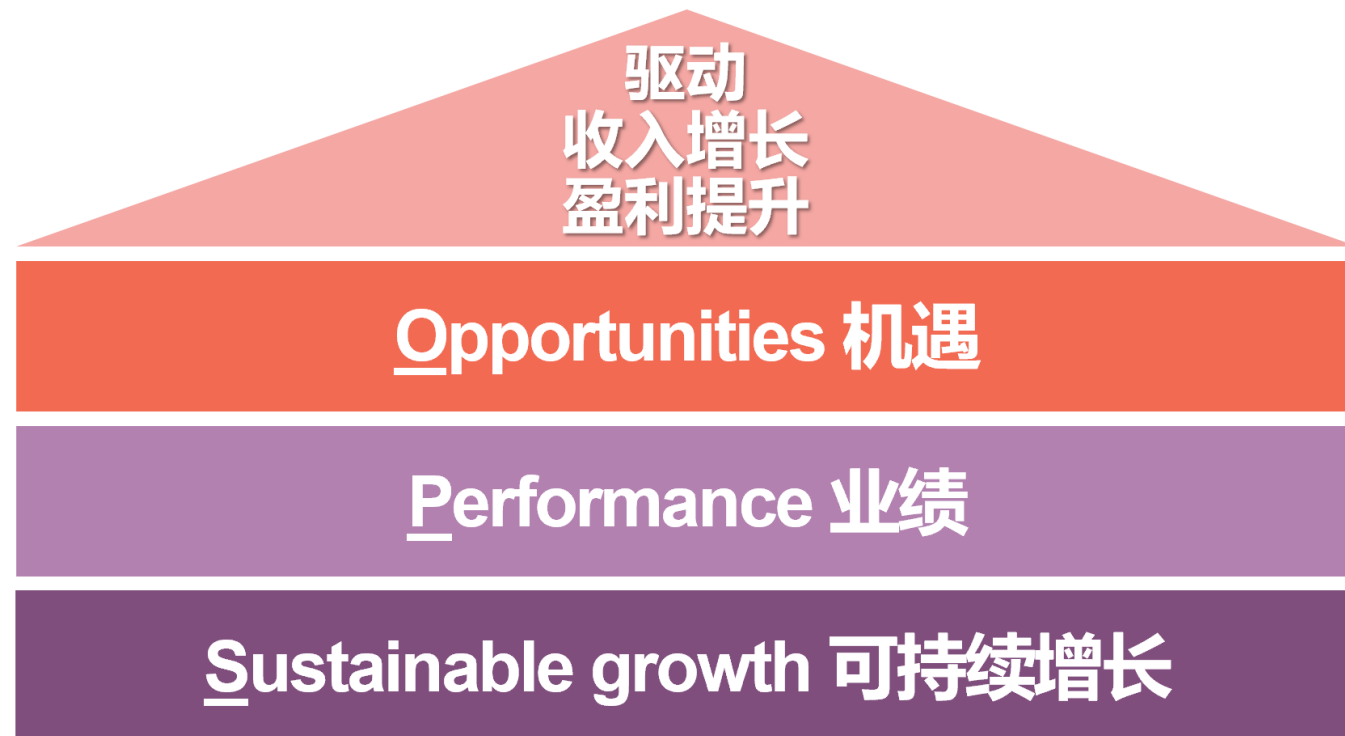 驱动
收入增长
盈利提升
Opportunities 机遇
Performance 业绩
Sustainable growth 可持续增长